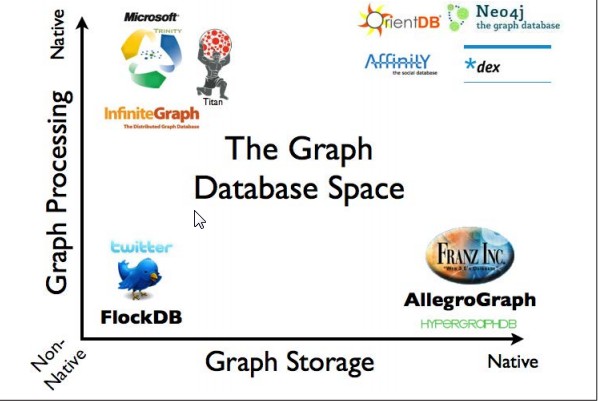 Native
Graph Processing
Microsoft®
TRINITY
Titan
InfiniteGraph
The Distributed Graph Database
OrientDB®
Neo4j
the graph database
AffinitY
the social database
*dex
The Graph
Database Space
twitter
FlockDB
FRANZ INC.
AllegroGraph
HYPERGRAPHDB
Non-
Native
Graph Storage
Native